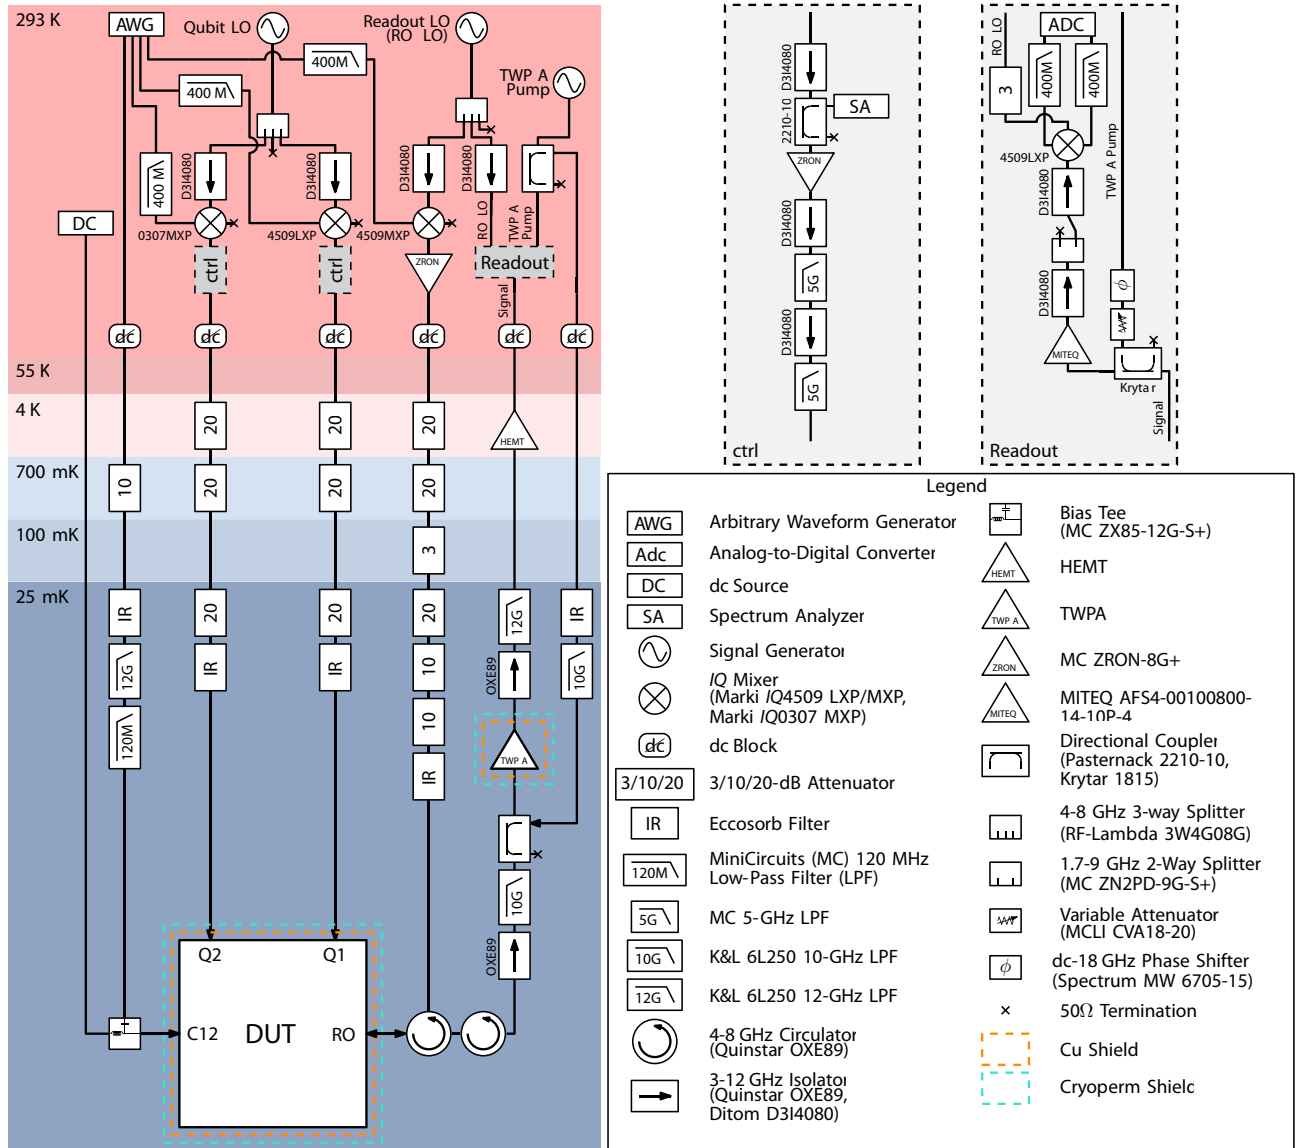 293 K
AWG
Qubit LO
Readout LO
(RO LO)
400M
400 M
TWP A
Pump
400 M
D3I4080
D3I4080
D3I4080
D3I4080
DC
0307MXP
4509LXP
4509MXP
RO LO
TWP A
Pump
ctrl
ctrl
ZRON
Readout
Signal
dc
dc
dc
dc
dc
dc
55 K
4 K
20
20
20
HEMT
700 mK
10
20
20
20
100 mK
3
25 mK
IR
20
20
20
12G
IR
12G
IR
IR
10
OXE89
10G
120M
10
TWP A
IR
10G
OXE89
Q2
Q1
C12
DUT
RO
D3I4080
2210-10
SA
ZRON
D3I4080
5G
D3I4080
5G
ctrl
RO LO
ADC
3
400M
400M
4509LXP
TWP A Pump
D3I4080
D3I4080
ϕ
MITEQ
Krytar
Signal
Readout
Legend
AWG Arbitrary Waveform Generator
Adc Analog-to-Digital Converter
DC dc Source
SA Spectrum Analyzer
Signal Generator
IQ Mixer
(Marki IQ4509 LXP/MXP,
Marki IQ0307 MXP)
dc dc Block
3/10/20 3/10/20-dB Attenuator
IR Eccosorb Filter
120M MiniCircuits (MC) 120 MHz
Low-Pass Filter (LPF)
5G MC 5-GHz LPF
10G K&L 6L250 10-GHz LPF
12G K&L 6L250 12-GHz LPF
4-8 GHz Circulator
(Quinstar OXE89)
3-12 GHz Isolator
(Quinstar OXE89,
Ditom D3I4080)
Bias Tee
(MC ZX85-12G-S+)
HEMT HEMT
TWP A TWPA
ZRON MC ZRON-8G+
MITEQ MITEQ AFS4-00100800-
14-10P-4
Directional Coupler
(Pasternack 2210-10,
Krytar 1815)
4-8 GHz 3-way Splitter
(RF-Lambda 3W4G08G)
1.7-9 GHz 2-Way Splitter
(MC ZN2PD-9G-S+)
Variable Attenuator
(MCLI CVA18-20)
ϕ dc-18 GHz Phase Shifter
(Spectrum MW 6705-15)
× 50Ω Termination
Cu Shield
Cryoperm Shield